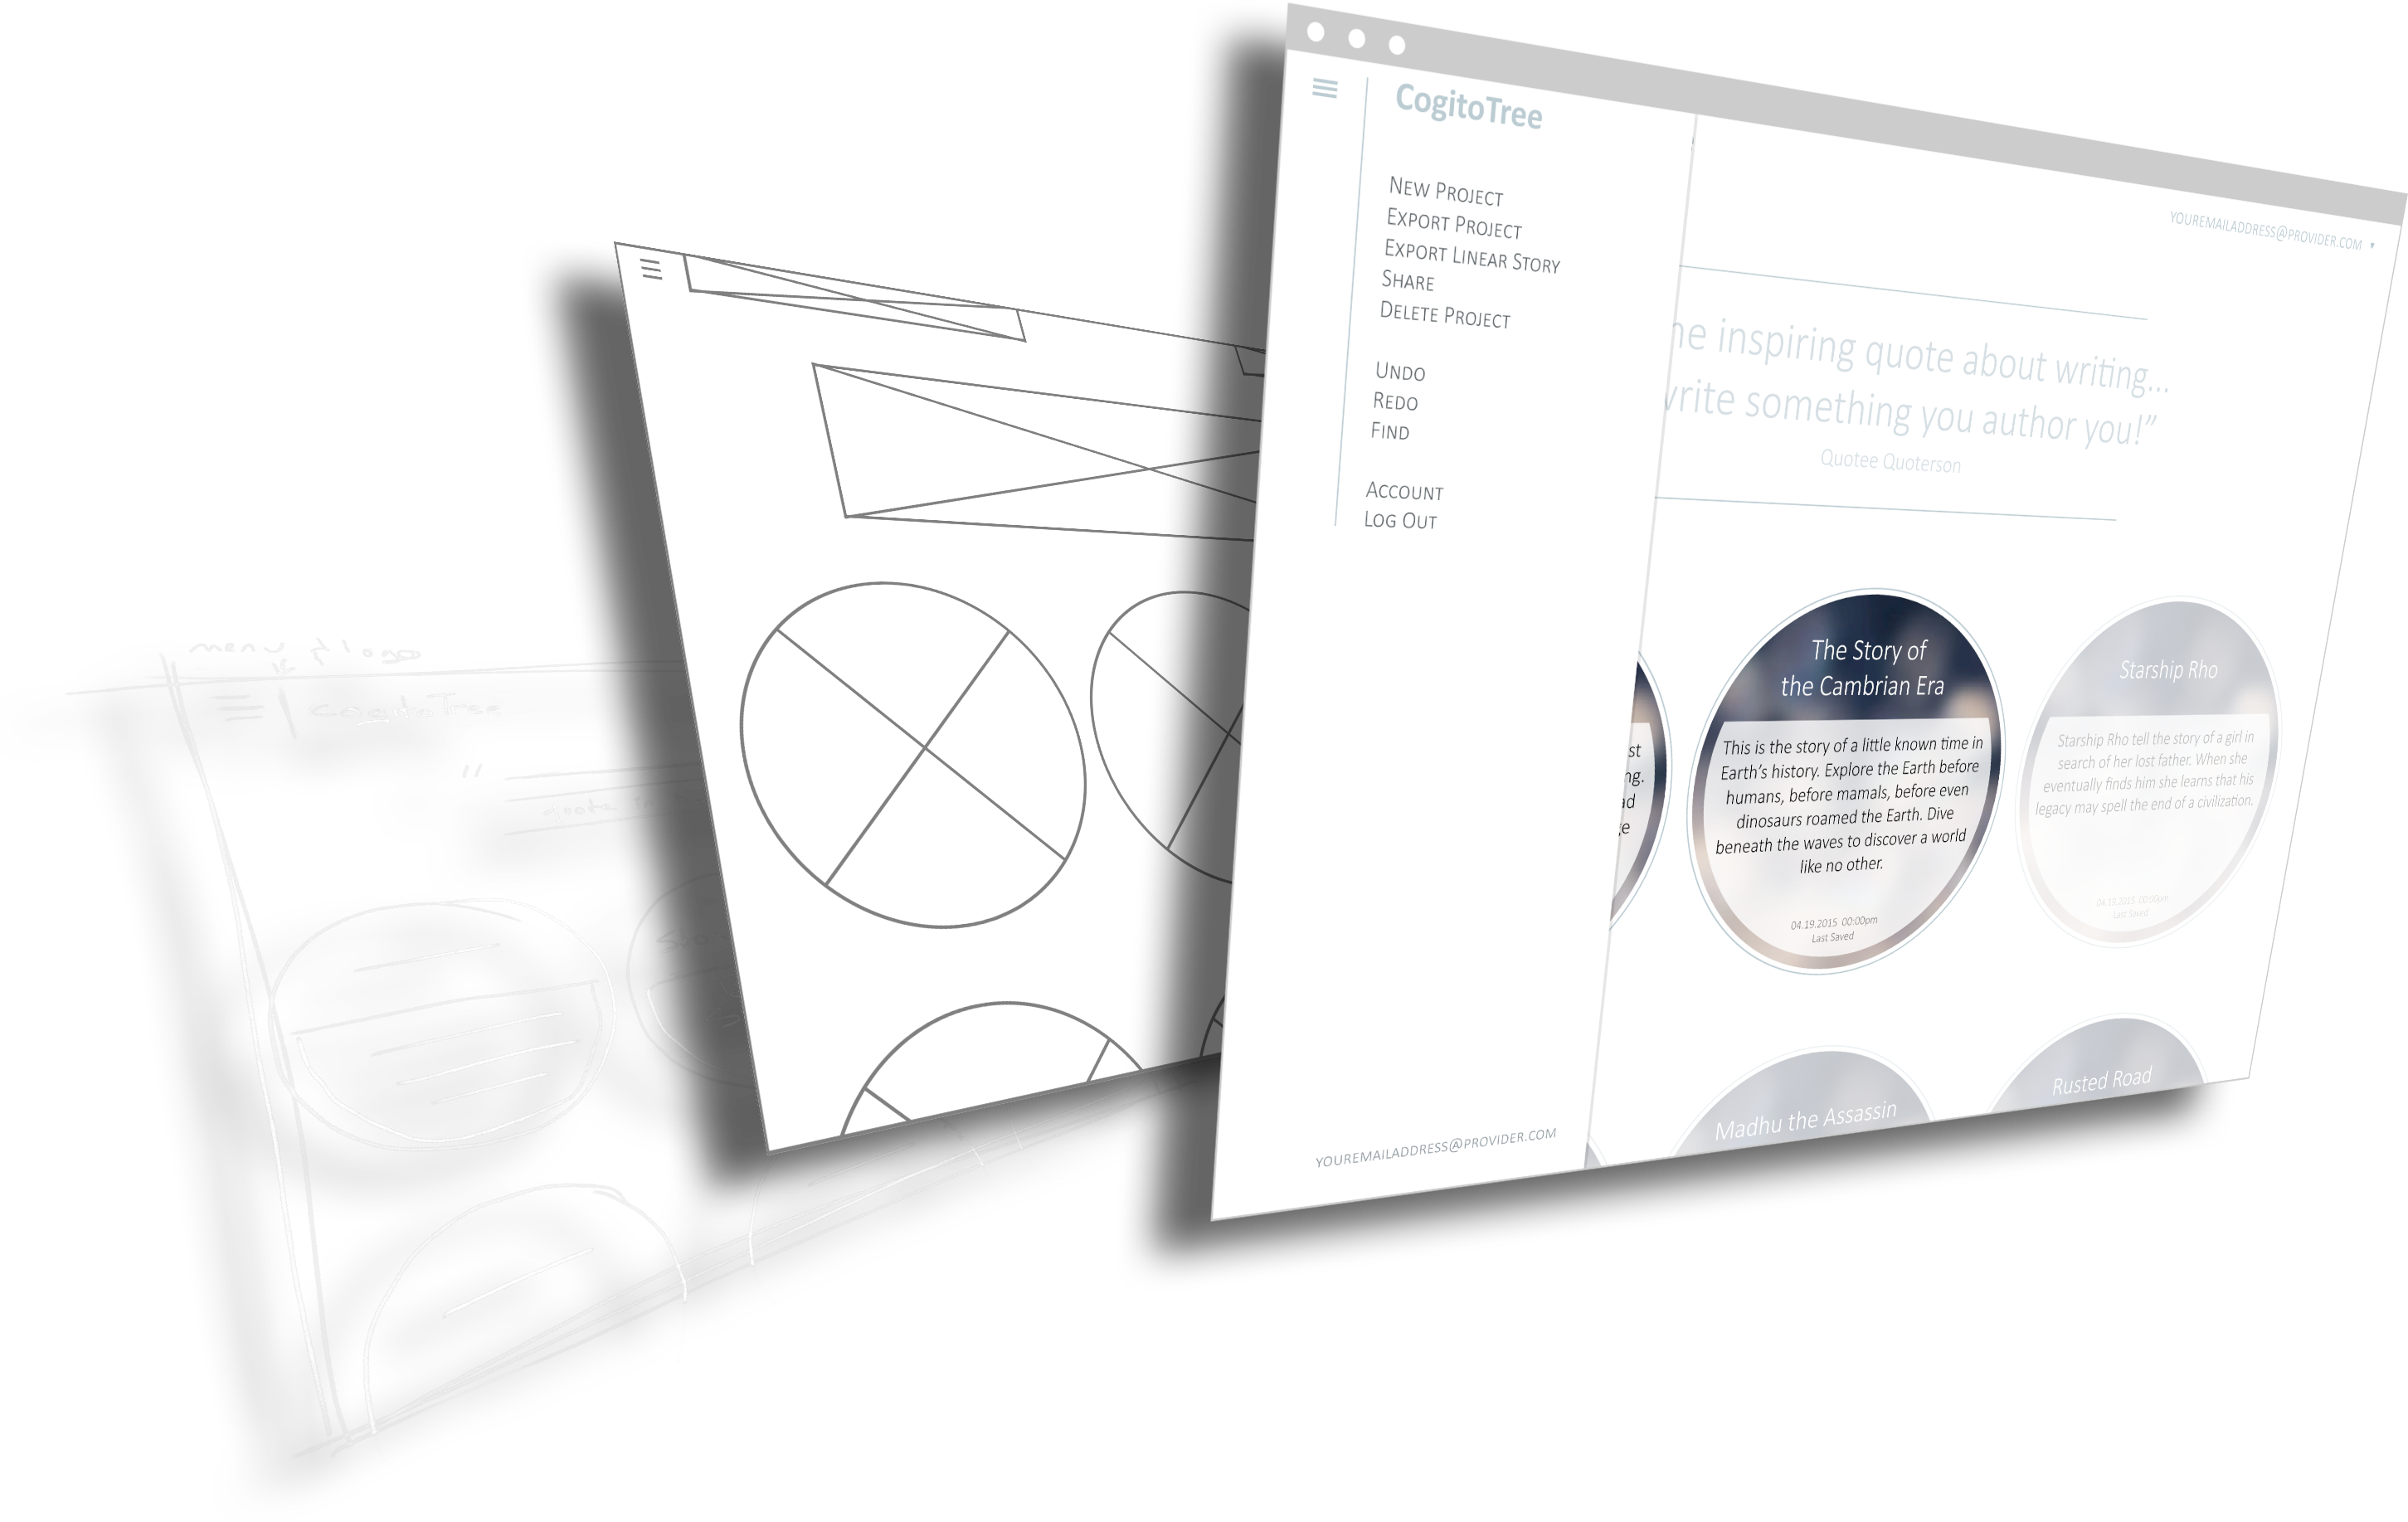 menu & logo
CogitoTree
"
quote
CogitoTree
New Project
Export Project
Export Linear Story
Share
Delete Project
Undo
Redo
Find
Account
Log Out
youremailaddress@provider.com
youremailaddress@provider.com
inspiring quote about writing...
something you author you!”
Quotee Quoterson
The Story of
the Cambrian Era
This is the story of a little known time in
Earth’s history. Explore the Earth before
humans, before mamals, before even
dinosaurs roamed the Earth. Dive
beneath the waves to discover a world
like no other.
04.19.2015 00:00pm
Last Saved
Starship Rho
Starship Rho tell the story of a girl in
search of her lost father. When she
eventually finds him she learns that his
legacy may spell the end of a civilization.
04.19.2015 00:00pm
Last Saved
Madhu the Assassin
Rusted Road